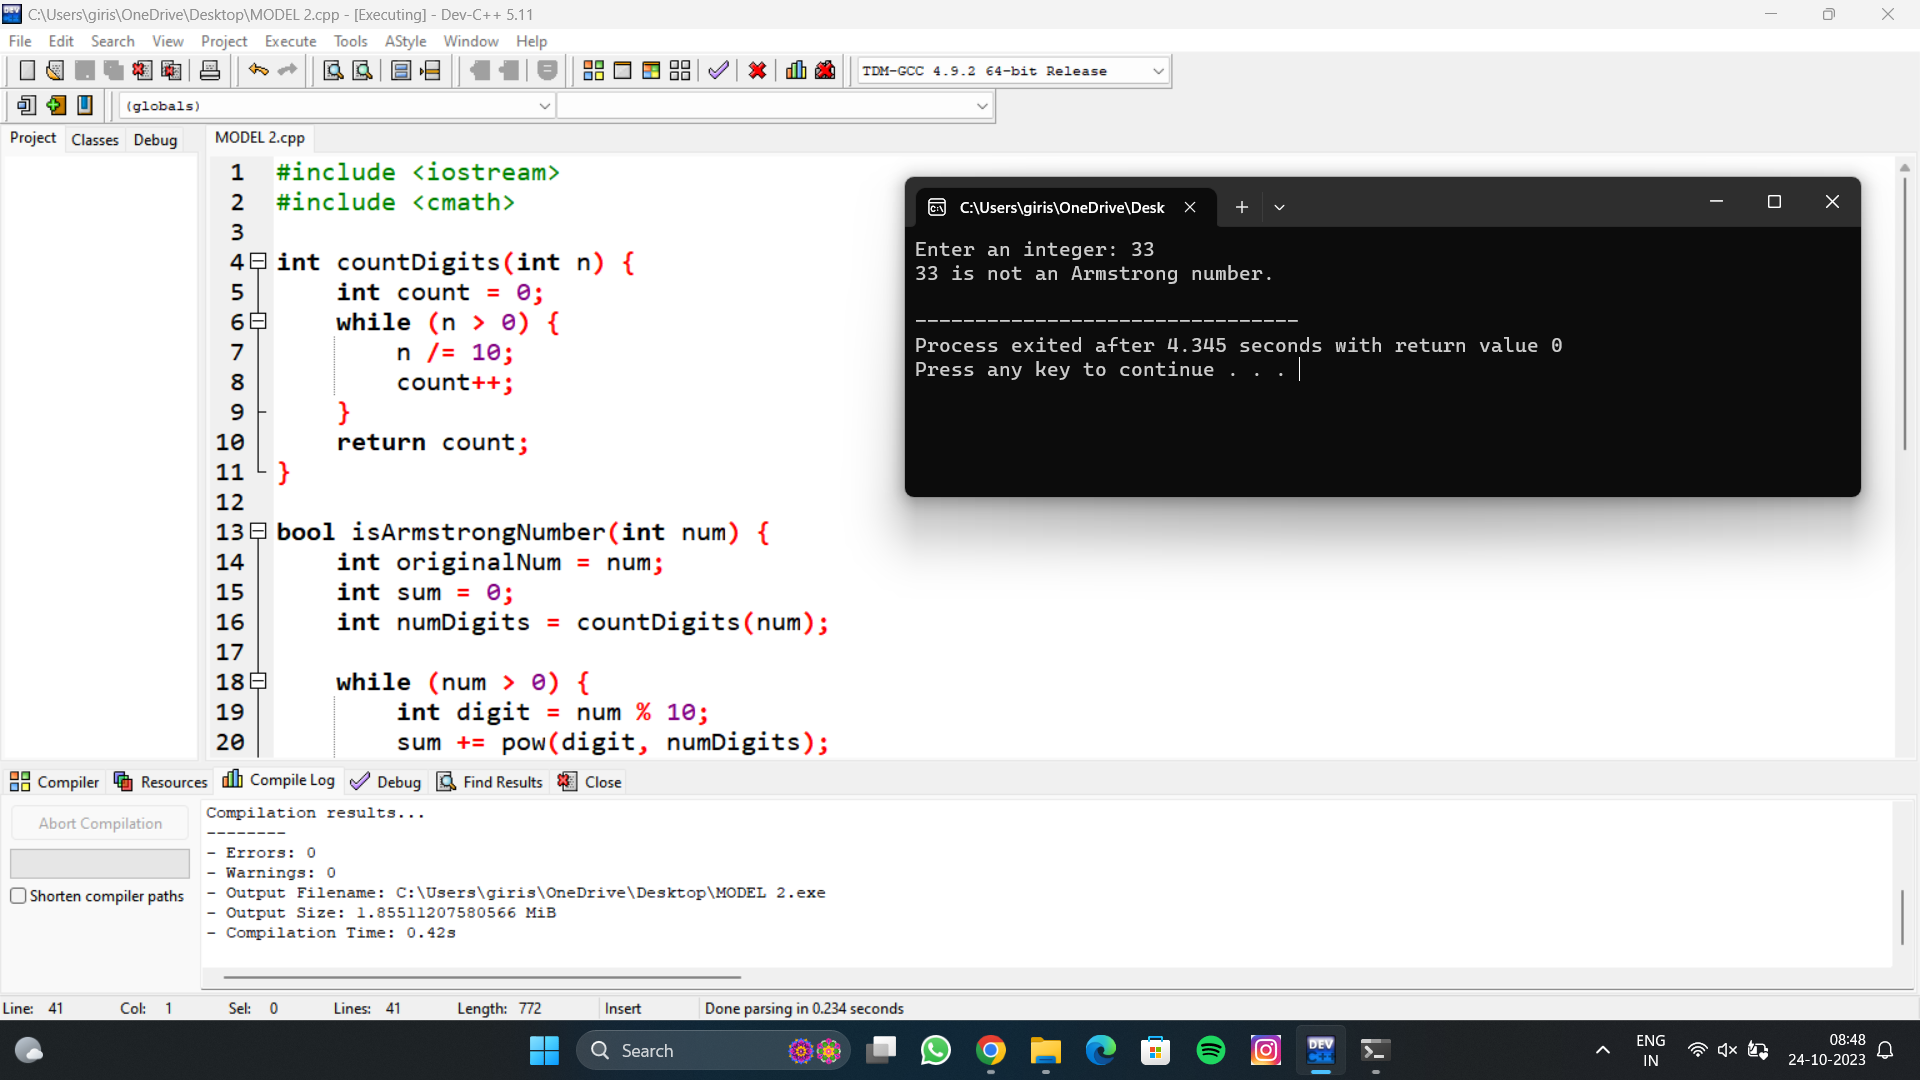 C:\Users\giris\OneDrive\Desktop\MODEL 2.cpp - [Executing] - Dev-C++ 5.11
File Edit Search View Project Execute Tools AStyle Window Help
TDM-GCC 4.9.2 64-bit Release
(globals)
Project Classes Debug
MODEL 2.cpp
1 #include <iostream>
2 #include <cmath>
3
4 int countDigits(int n) {
5 int count = 0;
6 while (n > 0) {
7 n /= 10;
8 count++;
9 }
10 return count;
11 }
12
13 bool isArmstrongNumber(int num) {
14 int originalNum = num;
15 int sum = 0;
16 int numDigits = countDigits(num);
17
18 while (num > 0) {
19 int digit = num % 10;
20 sum += pow(digit, numDigits);
C:\Users\giris\OneDrive\Desk
Enter an integer: 33
33 is not an Armstrong number.
--------------------------------
Process exited after 4.345 seconds with return value 0
Press any key to continue . . .
Compiler Resources Compile Log Debug Find Results Close
Abort Compilation
Shorten compiler paths
Compilation results...
--------
- Errors: 0
- Warnings: 0
- Output Filename: C:\Users\giris\OneDrive\Desktop\MODEL 2.exe
- Output Size: 1.85511207580566 MiB
- Compilation Time: 0.42s
Line: 41 Col: 1 Sel: 0 Lines: 41 Length: 772 Insert Done parsing in 0.234 seconds
Search
DEV C++
ENG
IN
08:48
24-10-2023